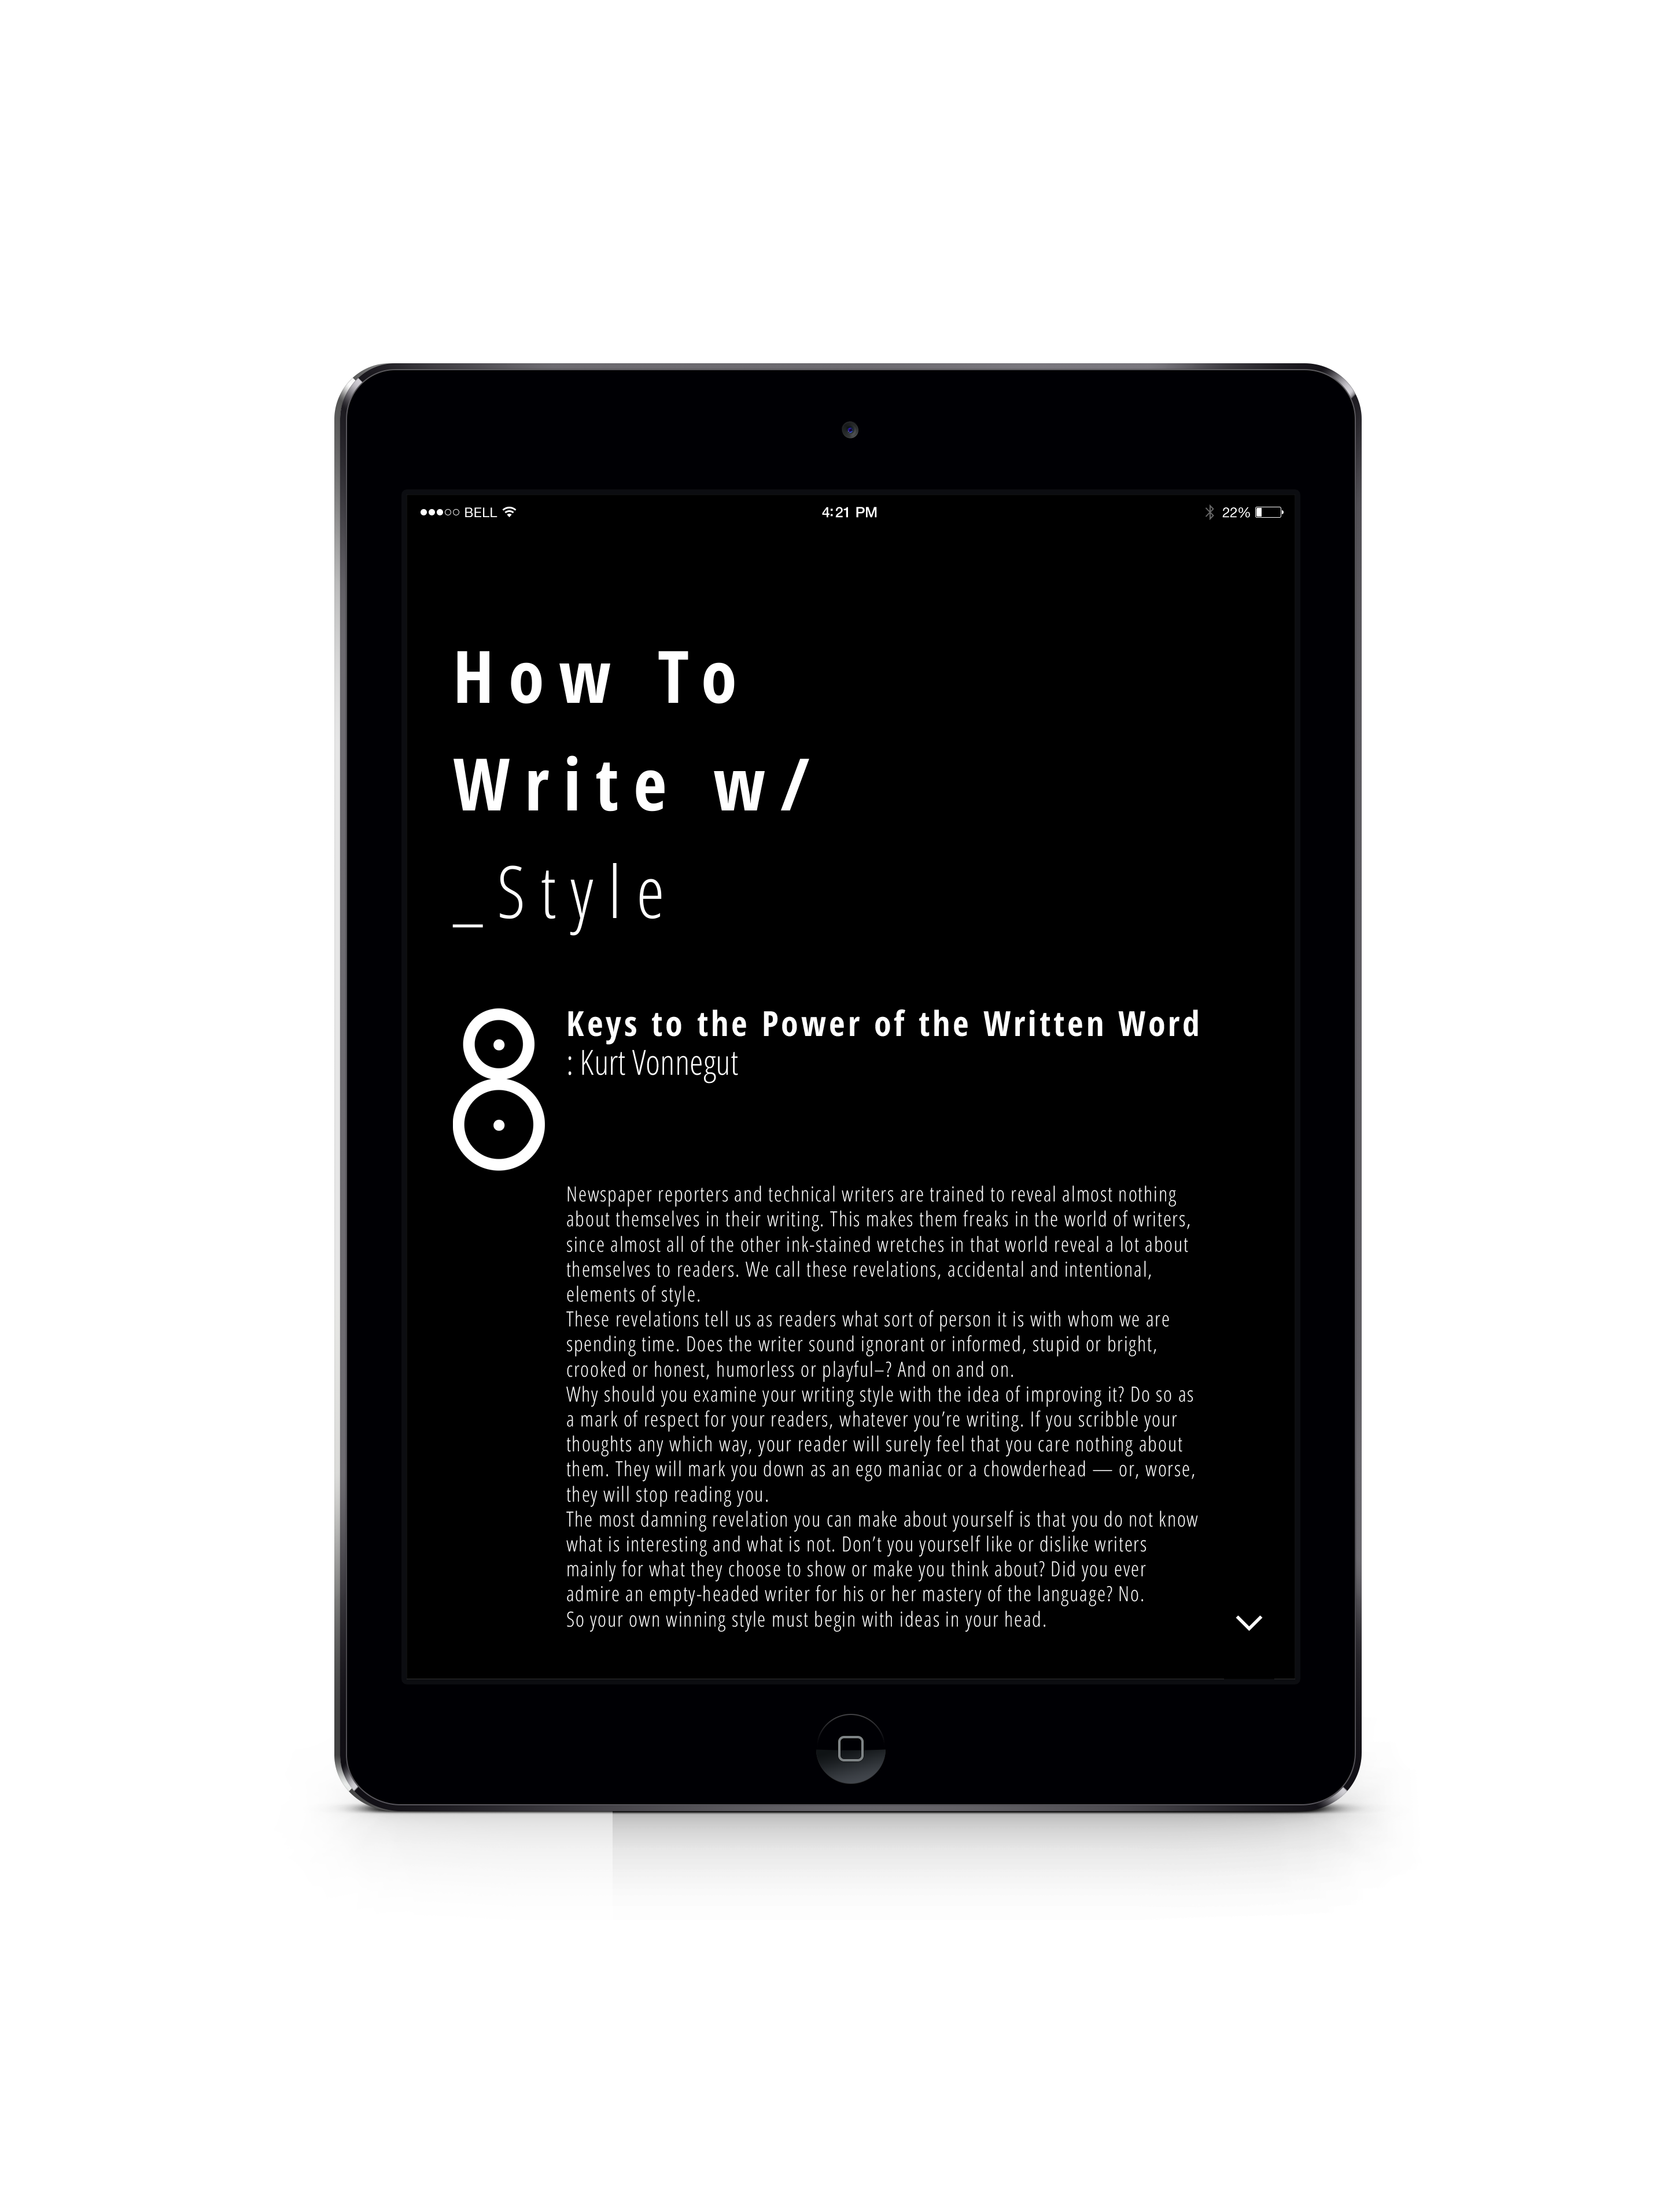 BELL 4:21 PM 22%
How To
Write w/
_Style
8 Keys to the Power of the Written Word
: Kurt Vonnegut
Newspaper reporters and technical writers are trained to reveal almost nothing
about themselves in their writing. This makes them freaks in the world of writers,
since almost all of the other ink-stained wretches in that world reveal a lot about
themselves to readers. We call these revelations, accidental and intentional,
elements of style.
These revelations tell us as readers what sort of person it is with whom we are
spending time. Does the writer sound ignorant or informed, stupid or bright,
crooked or honest, humorless or playful–? And on and on.
Why should you examine your writing style with the idea of improving it? Do so as
a mark of respect for your readers, whatever you’re writing. If you scribble your
thoughts any which way, your reader will surely feel that you care nothing about
them. They will mark you down as an ego maniac or a chowderhead — or, worse,
they will stop reading you.
The most damning revelation you can make about yourself is that you do not know
what is interesting and what is not. Don’t you yourself like or dislike writers
mainly for what they choose to show or make you think about? Did you ever
admire an empty-headed writer for his or her mastery of the language? No.
So your own winning style must begin with ideas in your head.